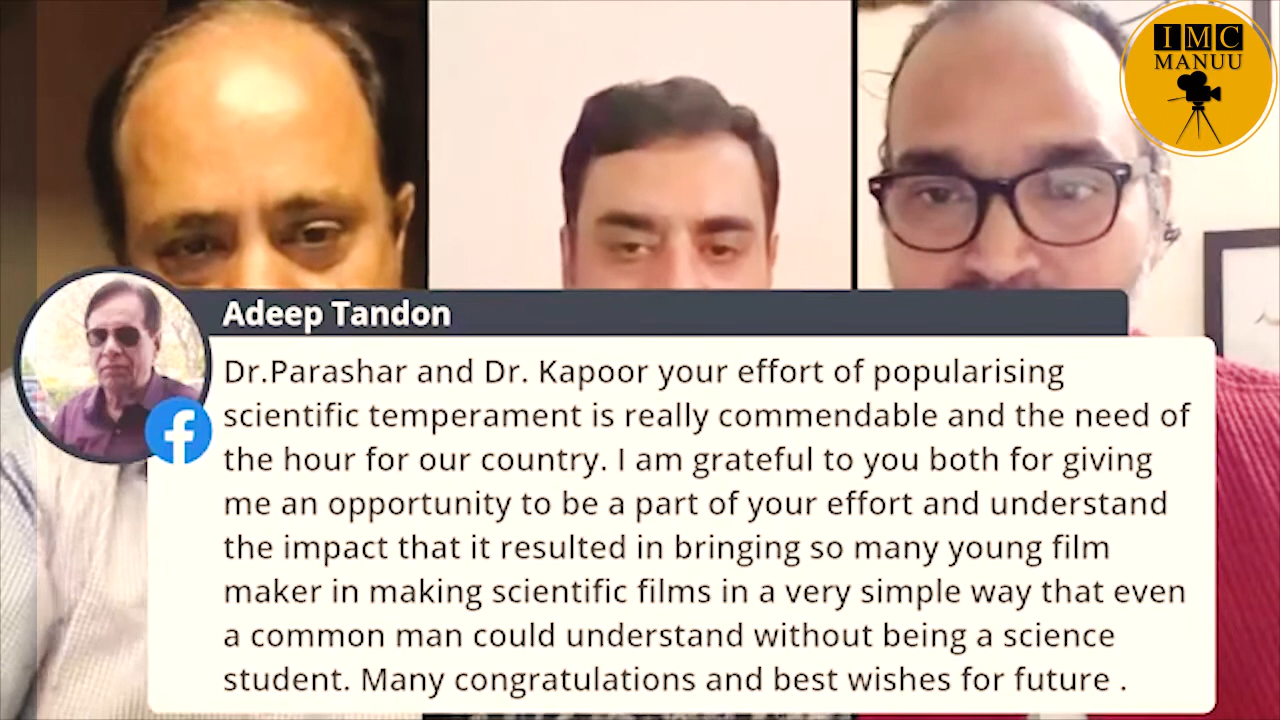 IMC
MANUU
Adeep Tandon
Dr.Parashar and Dr. Kapoor your effort of popularising
scientific temperament is really commendable and the need of
the hour for our country. I am grateful to you both for giving
me an opportunity to be a part of your effort and understand
the impact that it resulted in bringing so many young film
maker in making scientific films in a very simple way that even
a common man could understand without being a science
student. Many congratulations and best wishes for future .